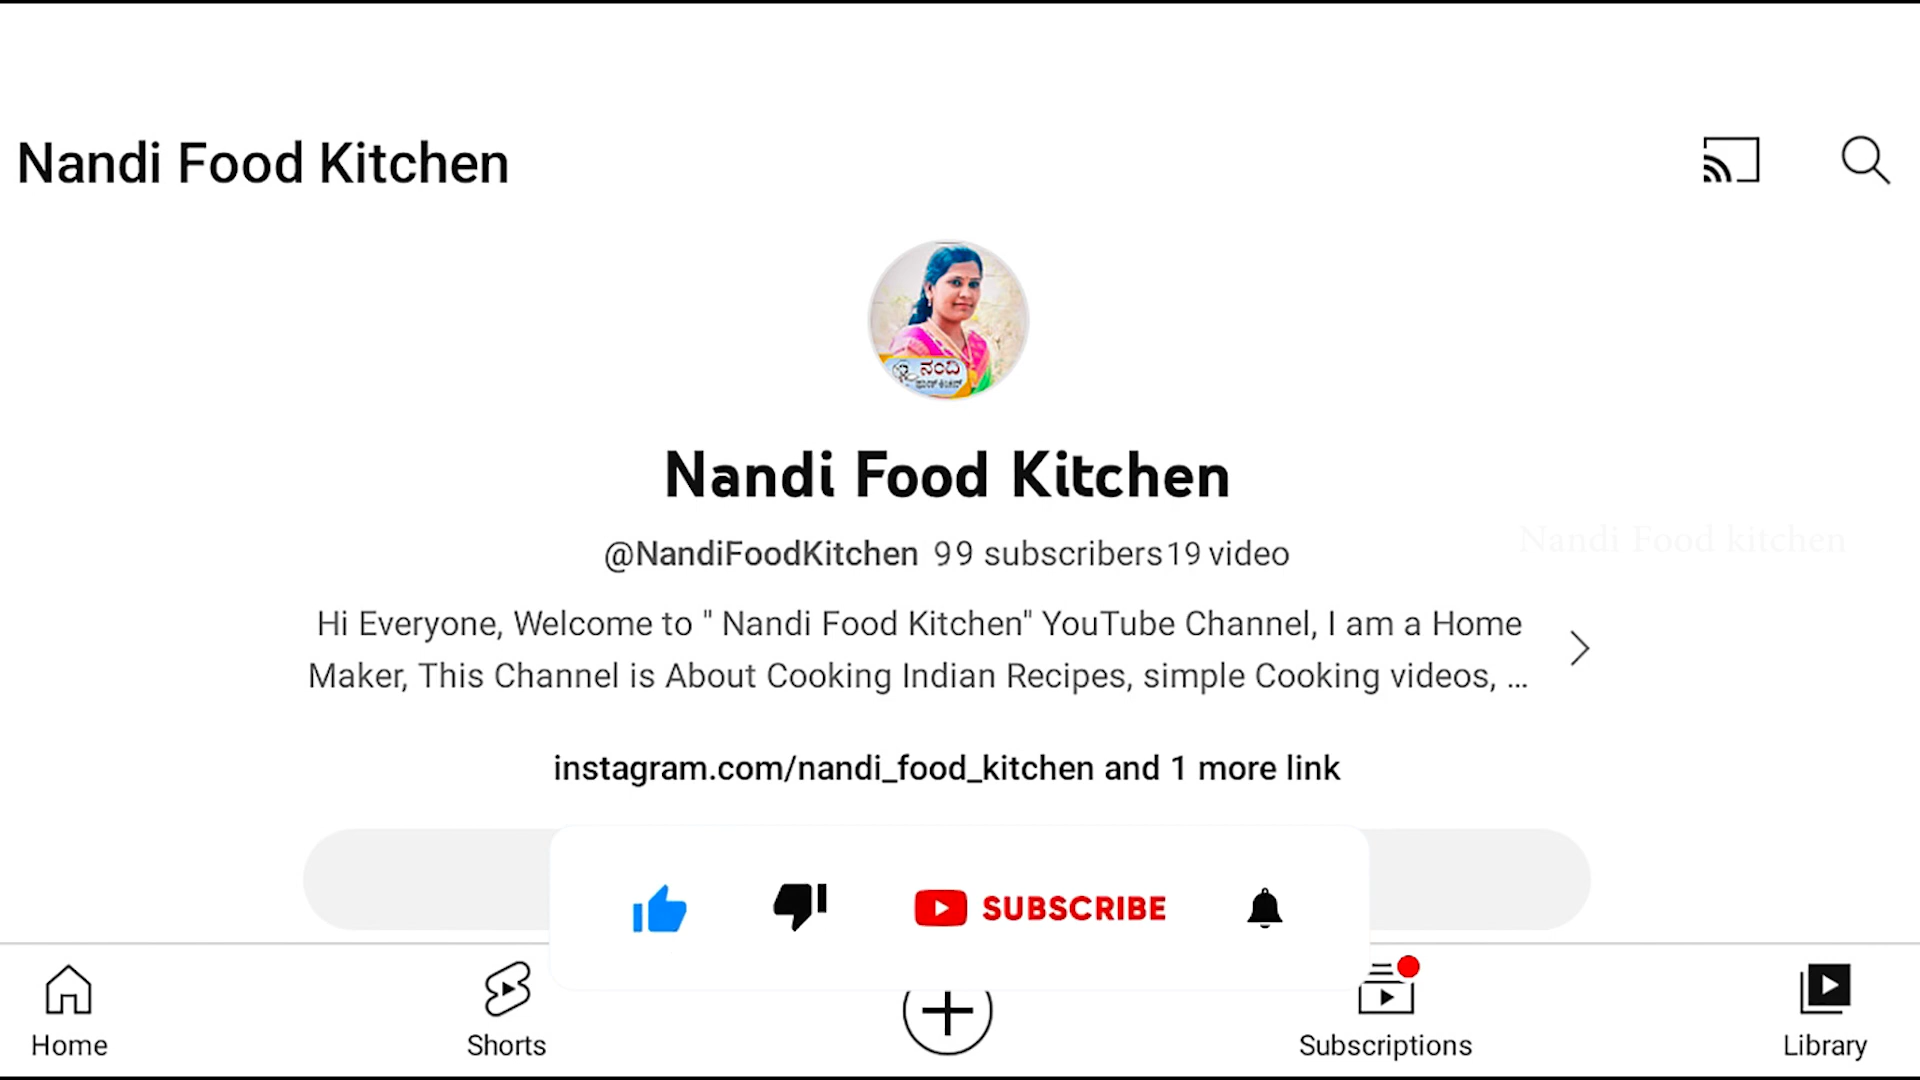 Nandi Food Kitchen
ನಂದಿ
ಫುಡ್ ಕಿಚನ್
Nandi Food Kitchen
@NandiFoodKitchen 99 subscribers19 video
Nandi Food kitchen
Hi Everyone, Welcome to " Nandi Food Kitchen" YouTube Channel, I am a Home
Maker, This Channel is About Cooking Indian Recipes, simple Cooking videos, ...
instagram.com/nandi_food_kitchen and 1 more link
SUBSCRIBE
Home
Shorts
Subscriptions
Library